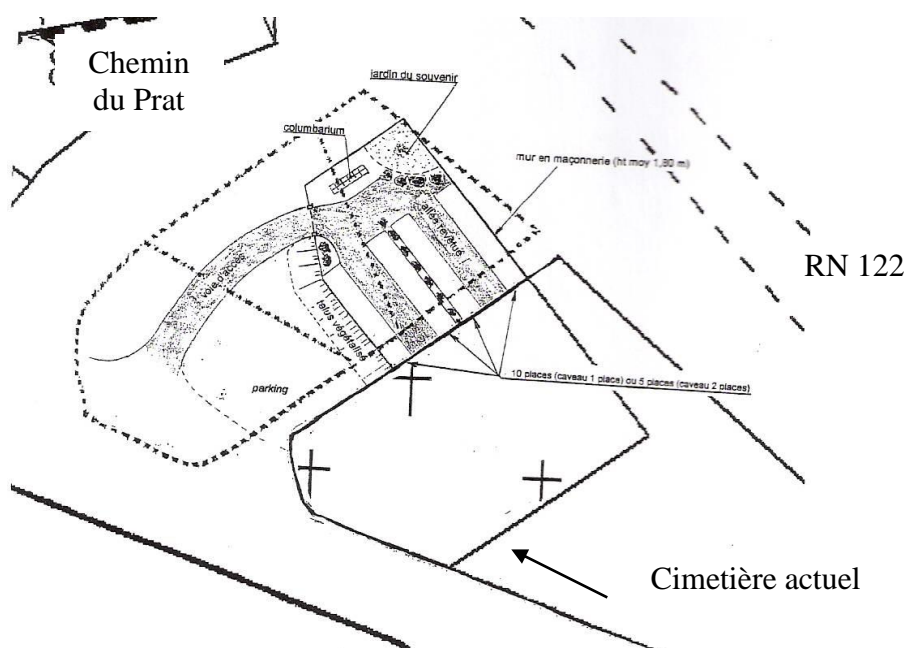 Chemin
du Prat
jardin du souvenir
columbarium
mur en maçonnerie (ht moy 1,80 m)
allée revêtue
voie d'accès
RN 122
talus végétalisé
10 places (caveau 1 place) ou 5 places (caveau 2 places)
parking
Cimetière actuel